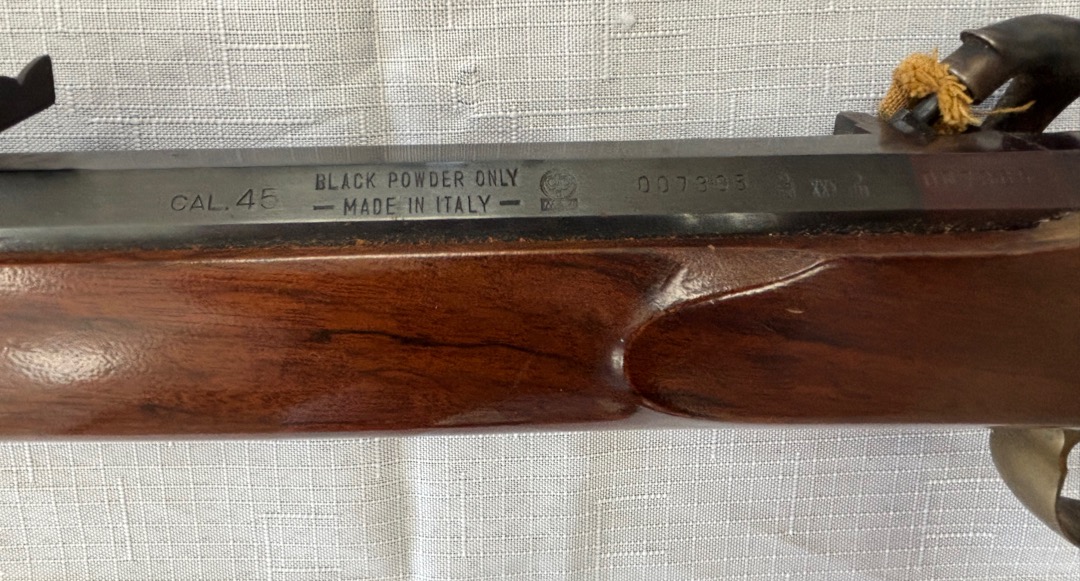 CAL. 45
BLACK POWDER ONLY
— MADE IN ITALY —
007393